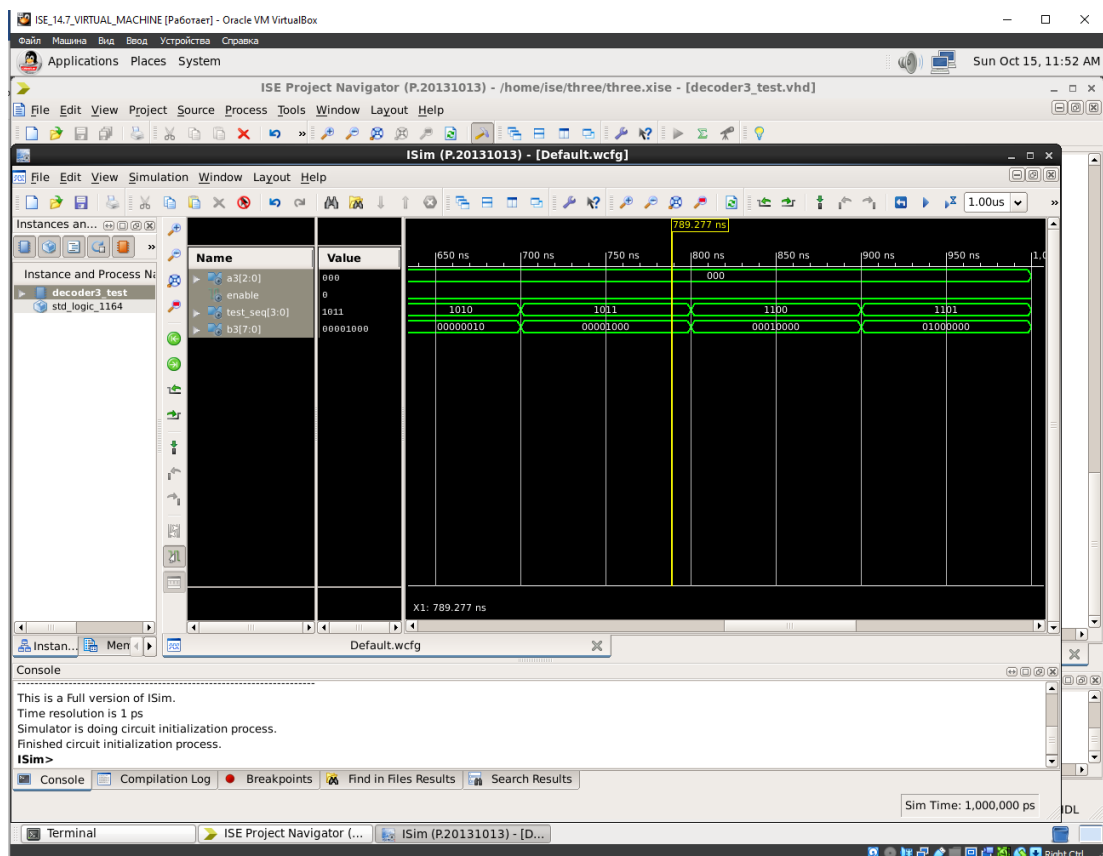 ISE_14.7_VIRTUAL_MACHINE [Работает] - Oracle VM VirtualBox
Файл Машина Вид Ввод Устройства Справка
Applications Places System Sun Oct 15, 11:52 AM
ISE Project Navigator (P.20131013) - /home/ise/three/three.xise - [decoder3_test.vhd]
File Edit View Project Source Process Tools Window Layout Help
»
ISim (P.20131013) - [Default.wcfg]
File Edit View Simulation Window Layout Help
1.00us »
Instances an...
»
Instance and Process Na
decoder3_test
std_logic_1164
789.277 ns
Name Value
650 ns 700 ns 750 ns 800 ns 850 ns 900 ns 950 ns 1,0
a3[2:0] 000 000
enable 0
test_seq[3:0] 1011 1010 1011 1100 1101
b3[7:0] 00001000 00000010 00001000 00010000 01000000
X1: 789.277 ns
Instan... Mem Default.wcfg
Console
This is a Full version of ISim.
Time resolution is 1 ps
Simulator is doing circuit initialization process.
Finished circuit initialization process.
ISim>
Console Compilation Log Breakpoints Find in Files Results Search Results
Sim Time: 1,000,000 ps
HDL
Terminal ISE Project Navigator (... ISim (P.20131013) - [D...
Right Ctrl